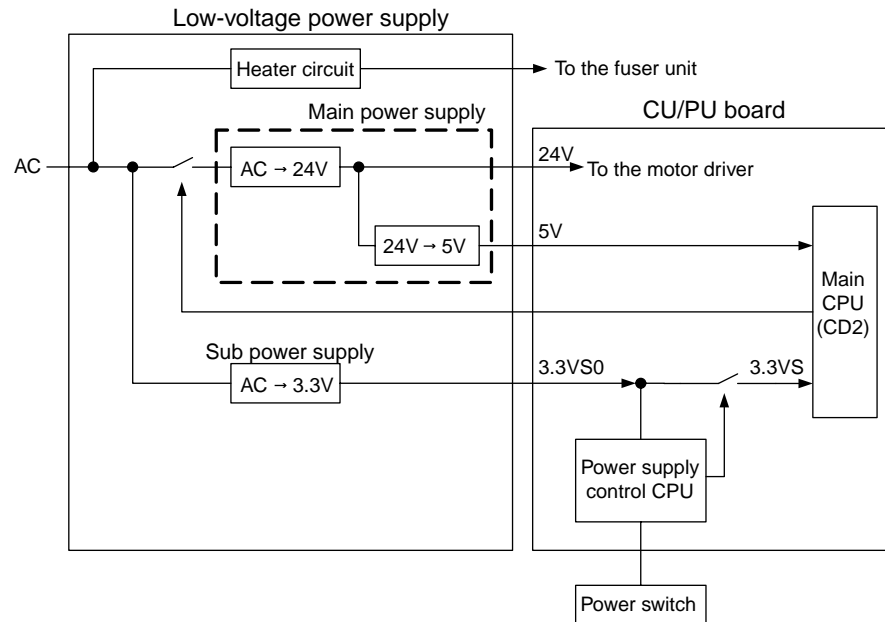 Low-voltage power supply
Heater circuit
To the fuser unit
Main power supply
CU/PU board
AC
AC → 24V
24V
To the motor driver
24V → 5V
5V
Main
CPU
(CD2)
Sub power supply
AC → 3.3V
3.3VS0
3.3VS
Power supply
control CPU
Power switch